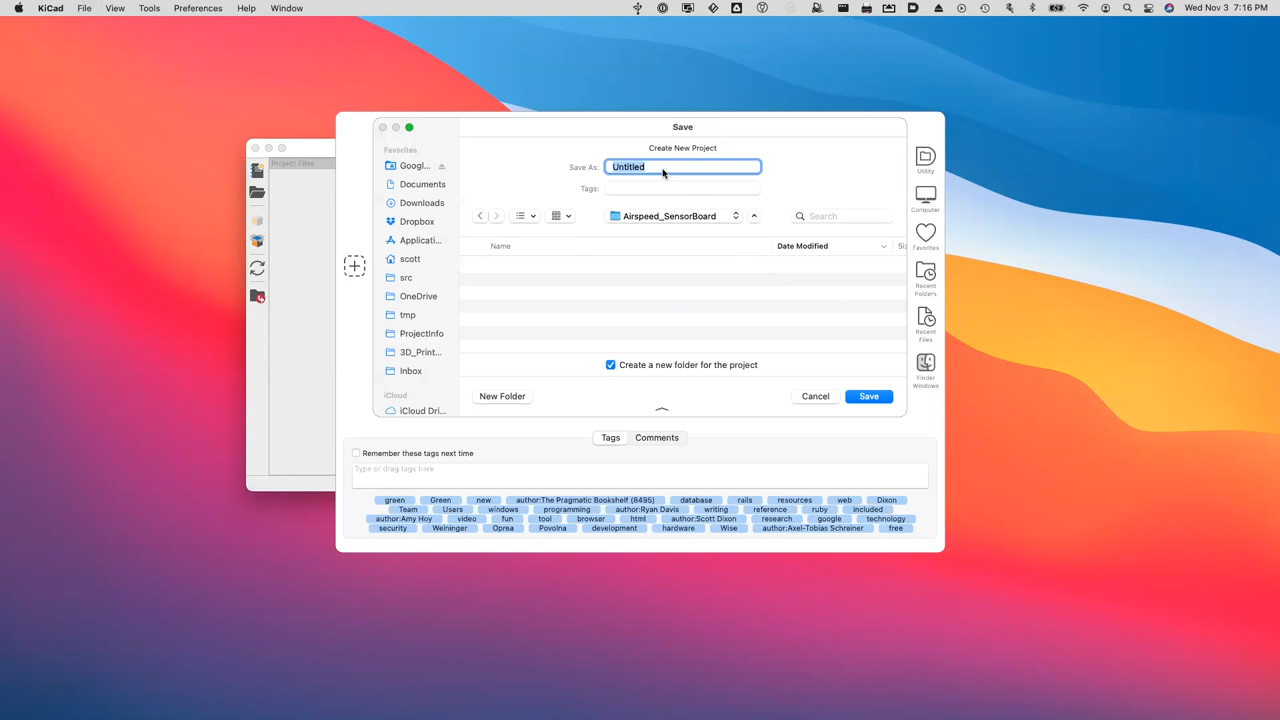 KiCad File View Tools Preferences Help Window Wed Nov 3 7:16 PM
Project Files
Save
Create New Project
Save As: Untitled
Tags:
Airspeed_SensorBoard Search
Name Date Modified Siz
Favorites
Googl...
Documents
Downloads
Dropbox
Applicati...
scott
src
OneDrive
tmp
ProjectInfo
3D_Print...
Inbox
iCloud
iCloud Dri...
Create a new folder for the project
New Folder Cancel Save
Utility
Computer
Favorites
Recent
Folders
Recent
Files
Finder
Windows
Tags Comments
Remember these tags next time
Type or drag tags here
green Green new author:The Pragmatic Bookshelf (8495) database rails resources web Dixon
Team Users windows programming author:Ryan Davis writing reference ruby included
author:Amy Hoy video fun tool browser html author:Scott Dixon research google technology
security Weininger Oprea Povolna development hardware Wise author:Axel-Tobias Schreiner free